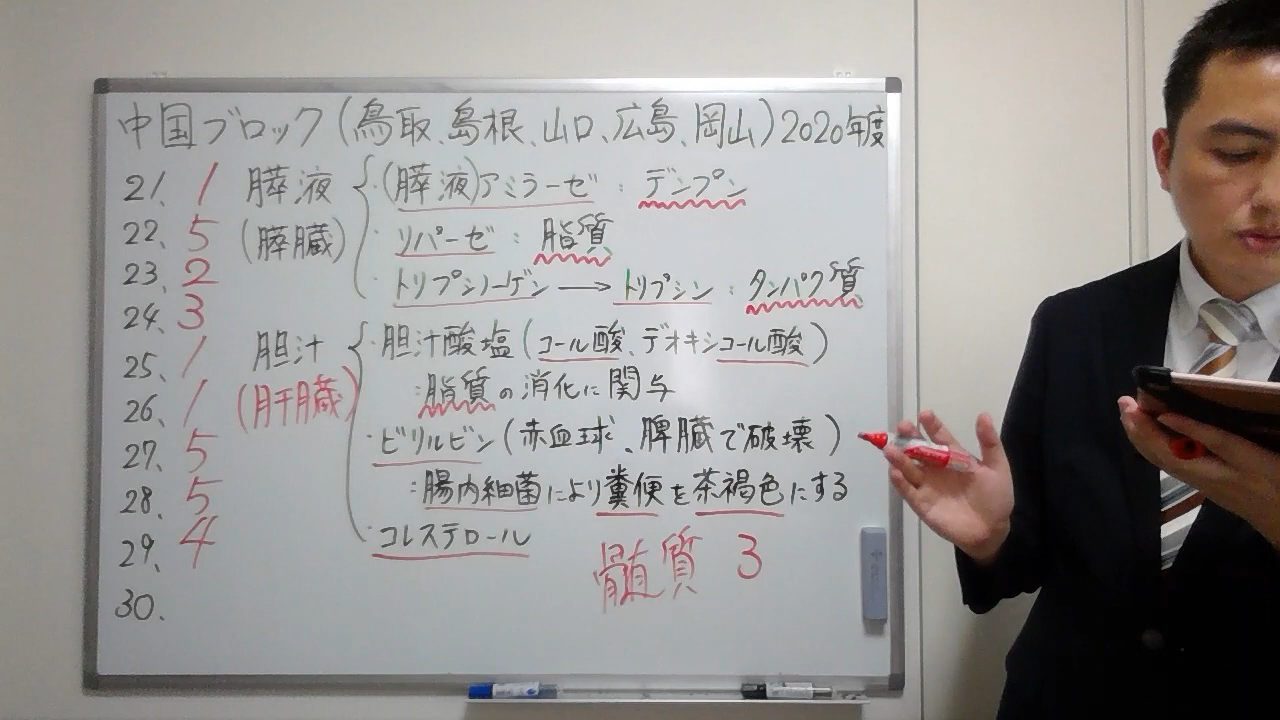 中国ブロック(鳥取、島根、山口、広島、岡山)2020年度
21. 1
22. 5
23. 2
24. 3
25. 1
26. 1
27. 5
28. 5
29. 4
30.
膵液
(膵臓)
・(膵液)アミラーゼ：デンプン
・リパーゼ：脂質
・トリプシノーゲン→トリプシン：タンパク質
胆汁
(肝臓)
・胆汁酸塩(コール酸、デオキシコール酸)
：脂質の消化に関与
・ビリルビン(赤血球、脾臓で破壊)
：腸内細菌により糞便を茶褐色にする
・コレステロール
髄質 3